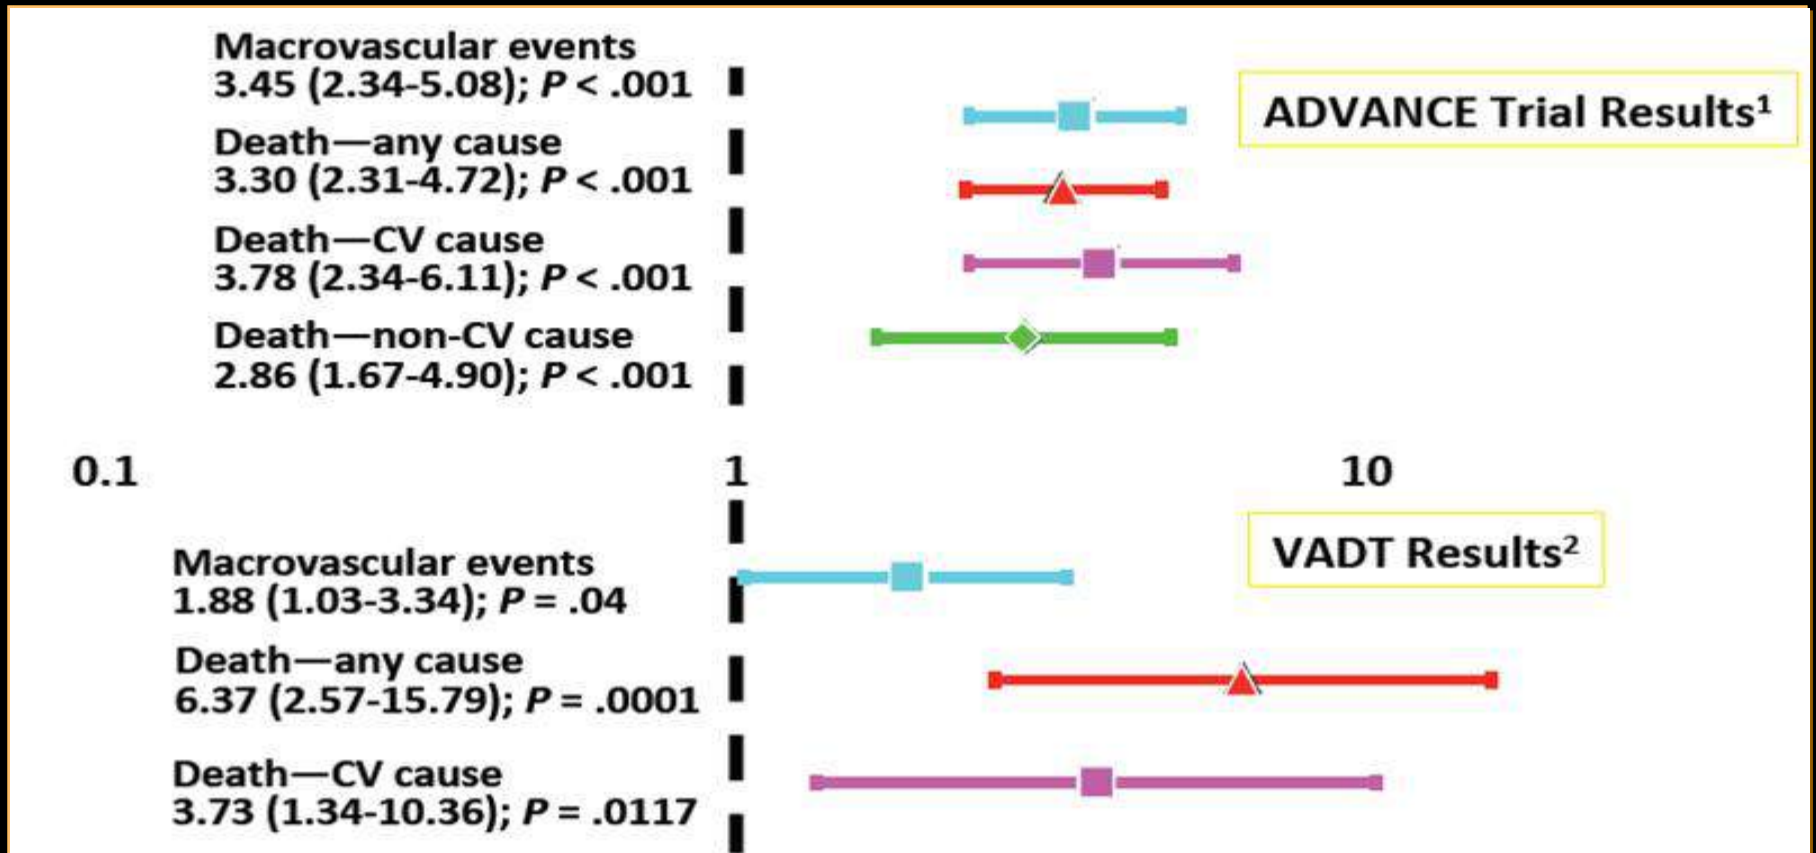 Macrovascular events
3.45 (2.34-5.08); P < .001
ADVANCE Trial Results¹
Death—any cause
3.30 (2.31-4.72); P < .001
Death—CV cause
3.78 (2.34-6.11); P < .001
Death—non-CV cause
2.86 (1.67-4.90); P < .001
0.1 1 10
VADT Results²
Macrovascular events
1.88 (1.03-3.34); P = .04
Death—any cause
6.37 (2.57-15.79); P = .0001
Death—CV cause
3.73 (1.34-10.36); P = .0117